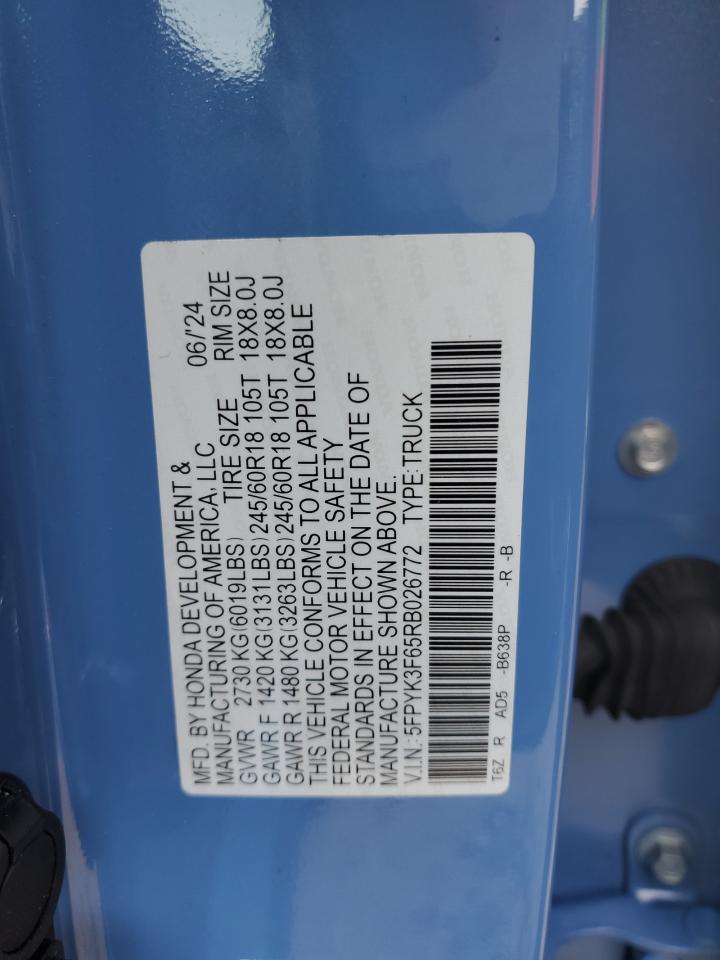 MFD. BY HONDA DEVELOPMENT &
MANUFACTURING OF AMERICA, LLC 06/'24
GVWR 2730 KG(6019LBS) TIRE SIZE RIM SIZE
GAWR F 1420 KG(3131LBS) 245/60R18 105T 18X8.0J
GAWR R 1480 KG(3263LBS) 245/60R18 105T 18X8.0J
THIS VEHICLE CONFORMS TO ALL APPLICABLE
FEDERAL MOTOR VEHICLE SAFETY
STANDARDS IN EFFECT ON THE DATE OF
MANUFACTURE SHOWN ABOVE.
V.I.N.: 5FPYK3F65RB026772 TYPE: TRUCK
T6Z R AD5 -B638P -R -B